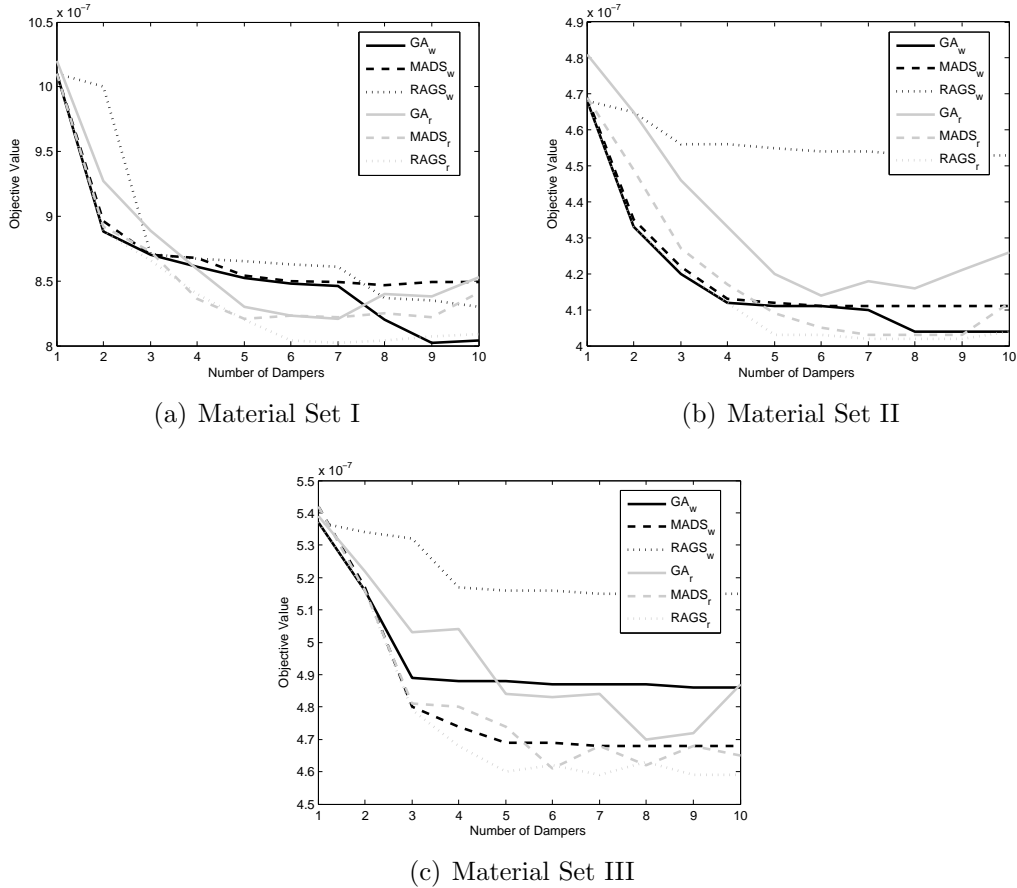 x 10⁻⁷
10.5
10
9.5
9
8.5
8
Objective Value
1 2 3 4 5 6 7 8 9 10
Number of Dampers
GA_w
MADS_w
RAGS_w
GA_r
MADS_r
RAGS_r
(a) Material Set I
x 10⁻⁷
4.9
4.8
4.7
4.6
4.5
4.4
4.3
4.2
4.1
4
Objective Value
1 2 3 4 5 6 7 8 9 10
Number of Dampers
GA_w
MADS_w
RAGS_w
GA_r
MADS_r
RAGS_r
(b) Material Set II
x 10⁻⁷
5.5
5.4
5.3
5.2
5.1
5
4.9
4.8
4.7
4.6
4.5
Objective Value
1 2 3 4 5 6 7 8 9 10
Number of Dampers
GA_w
MADS_w
RAGS_w
GA_r
MADS_r
RAGS_r
(c) Material Set III